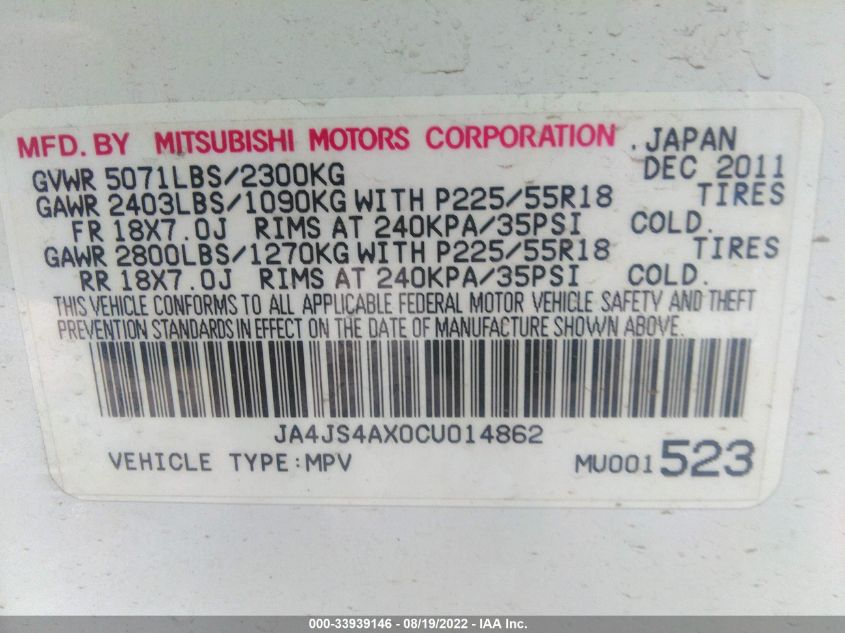 MFD. BY MITSUBISHI MOTORS CORPORATION . JAPAN
GVWR 5071LBS/2300KG DEC 2011
GAWR 2403LBS/1090KG WITH P225/55R18 TIRES
FR 18X7.0J RIMS AT 240KPA/35PSI COLD.
GAWR 2800LBS/1270KG WITH P225/55R18 TIRES
RR 18X7.0J RIMS AT 240KPA/35PSI COLD.
THIS VEHICLE CONFORMS TO ALL APPLICABLE FEDERAL MOTOR VEHICLE SAFETY AND THEFT
PREVENTION STANDARDS IN EFFECT ON THE DATE OF MANUFACTURE SHOWN ABOVE.
JA4JS4AX0CU014862
VEHICLE TYPE:MPV MU001523
000-33939146 - 08/19/2022 - IAA Inc.